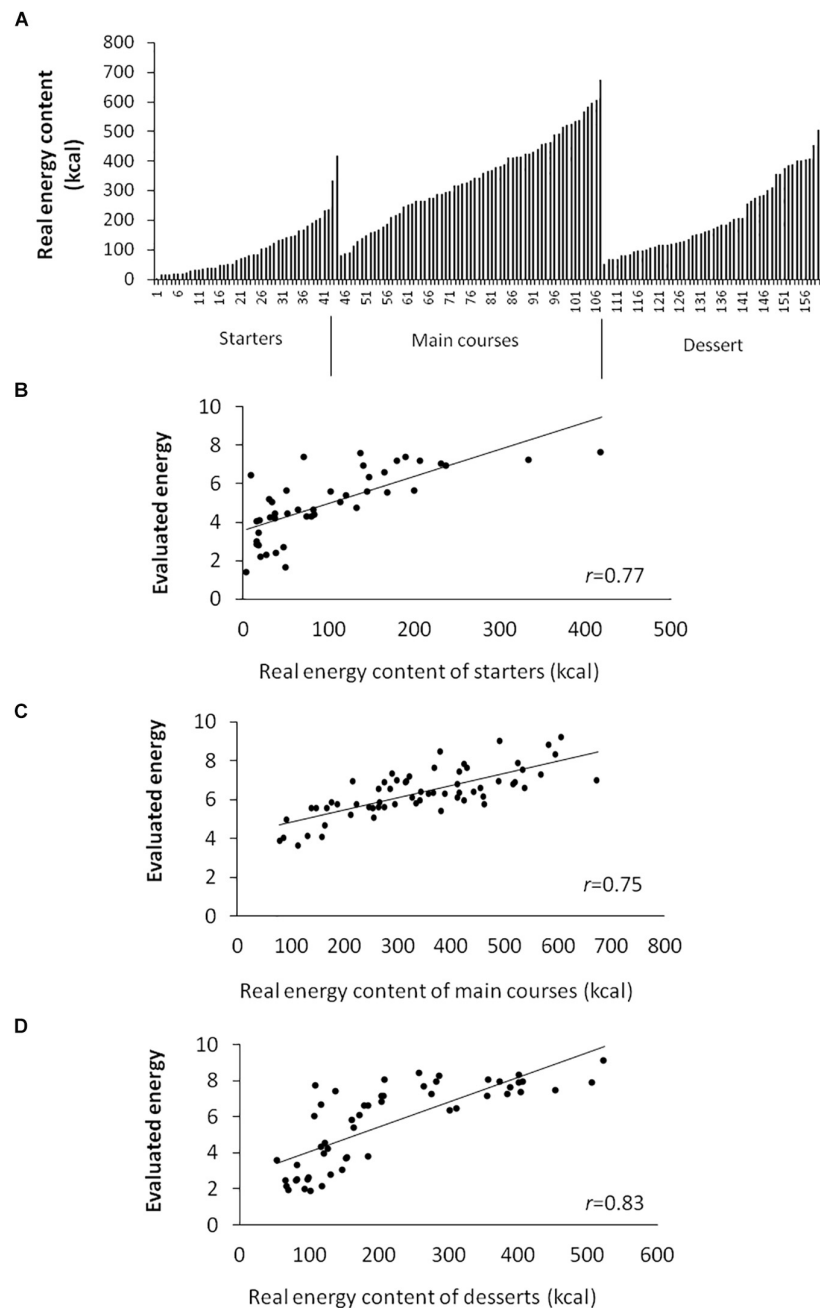 A
Real energy content
(kcal)
800
700
600
500
400
300
200
100
0
1 6 11 16 21 26 31 36 41 46 51 56 61 66 71 76 81 86 91 96 101 106 111 116 121 126 131 136 141 146 151 156
Starters Main courses Dessert
B
Evaluated energy
10
8
6
4
2
0
r=0.77
0 100 200 300 400 500
Real energy content of starters (kcal)
C
Evaluated energy
10
8
6
4
2
0
r=0.75
0 100 200 300 400 500 600 700 800
Real energy content of main courses (kcal)
D
Evaluated energy
10
8
6
4
2
0
r=0.83
0 100 200 300 400 500 600
Real energy content of desserts (kcal)